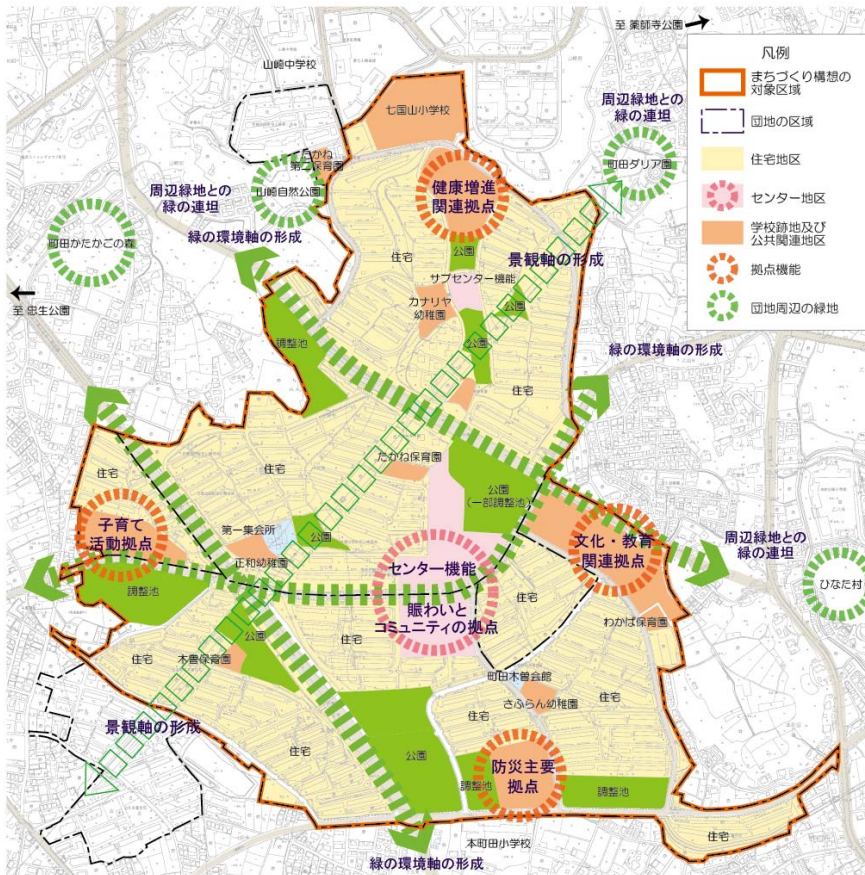 至 薬師寺公園
凡例
まちづくり構想の
対象区域
団地の区域
住宅地区
センター地区
学校跡地及び
公共関連地区
拠点機能
団地周辺の緑地
山崎中学校
七国山小学校
たかね
第二保育園
山崎自然公園
周辺緑地との
緑の連坦
町田ダリア園
周辺緑地との
緑の連坦
緑の環境軸の形成
町田かたかごの森
至 忠生公園
健康増進
関連拠点
住宅
公園
景観軸の形成
サブセンター機能
カナリヤ
幼稚園
公園
公園
調整池
住宅
緑の環境軸の形成
たかね保育園
住宅
公園
(一部調整池)
住宅
子育て
活動拠点
第一集会所
公園
正和幼稚園
文化・教育
関連拠点
周辺緑地との
緑の連坦
ひなた村
センター機能
賑わいと
コミュニティの拠点
調整池
住宅
住宅
わかば保育園
公園
住宅
木曽保育園
町田木曽会館
さふらん幼稚園
住宅
住宅
景観軸の形成
住宅
公園
調整池
防災主要
拠点
調整池
住宅
本町田小学校
緑の環境軸の形成